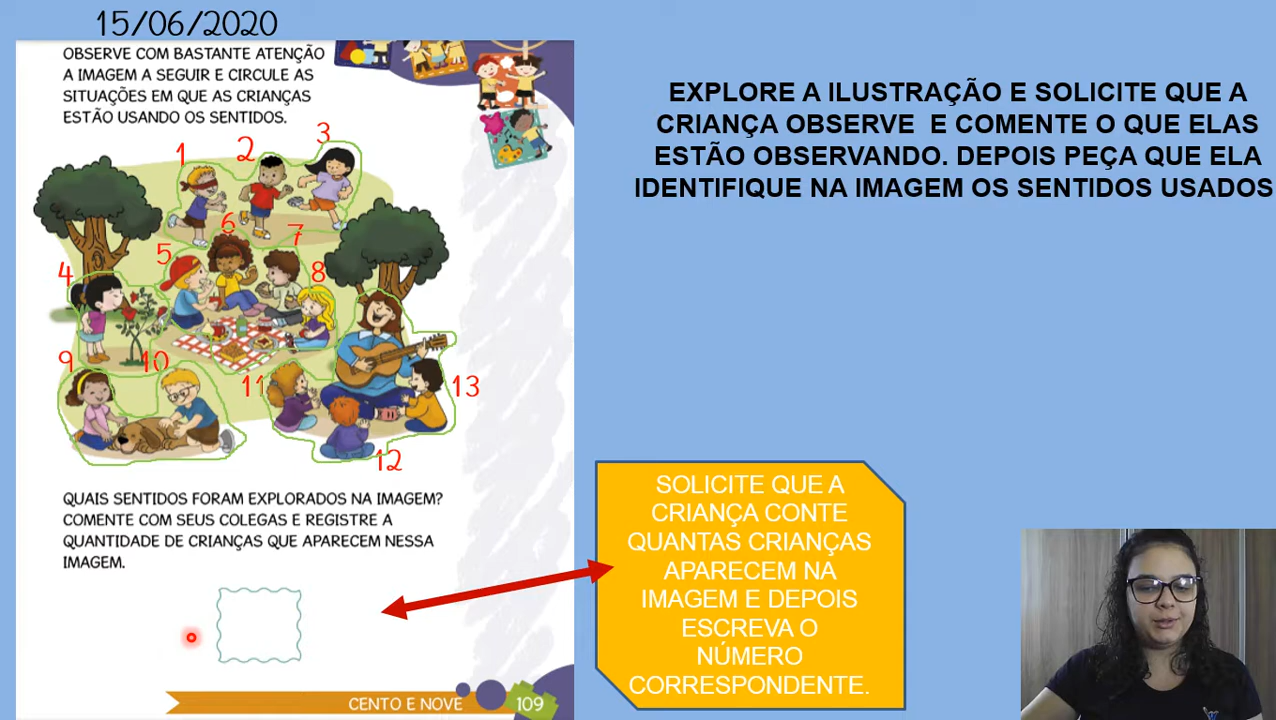 15/06/2020
OBSERVE COM BASTANTE ATENÇÃO
A IMAGEM A SEGUIR E CIRCULE AS
SITUAÇÕES EM QUE AS CRIANÇAS
ESTÃO USANDO OS SENTIDOS.
1
2
3
4
5
6
7
8
9
10
11
12
13
QUAIS SENTIDOS FORAM EXPLORADOS NA IMAGEM?
COMENTE COM SEUS COLEGAS E REGISTRE A
QUANTIDADE DE CRIANÇAS QUE APARECEM NESSA
IMAGEM.
CENTO E NOVE 109
EXPLORE A ILUSTRAÇÃO E SOLICITE QUE A
CRIANÇA OBSERVE E COMENTE O QUE ELAS
ESTÃO OBSERVANDO. DEPOIS PEÇA QUE ELA
IDENTIFIQUE NA IMAGEM OS SENTIDOS USADOS
SOLICITE QUE A
CRIANÇA CONTE
QUANTAS CRIANÇAS
APARECEM NA
IMAGEM E DEPOIS
ESCREVA O
NÚMERO
CORRESPONDENTE.